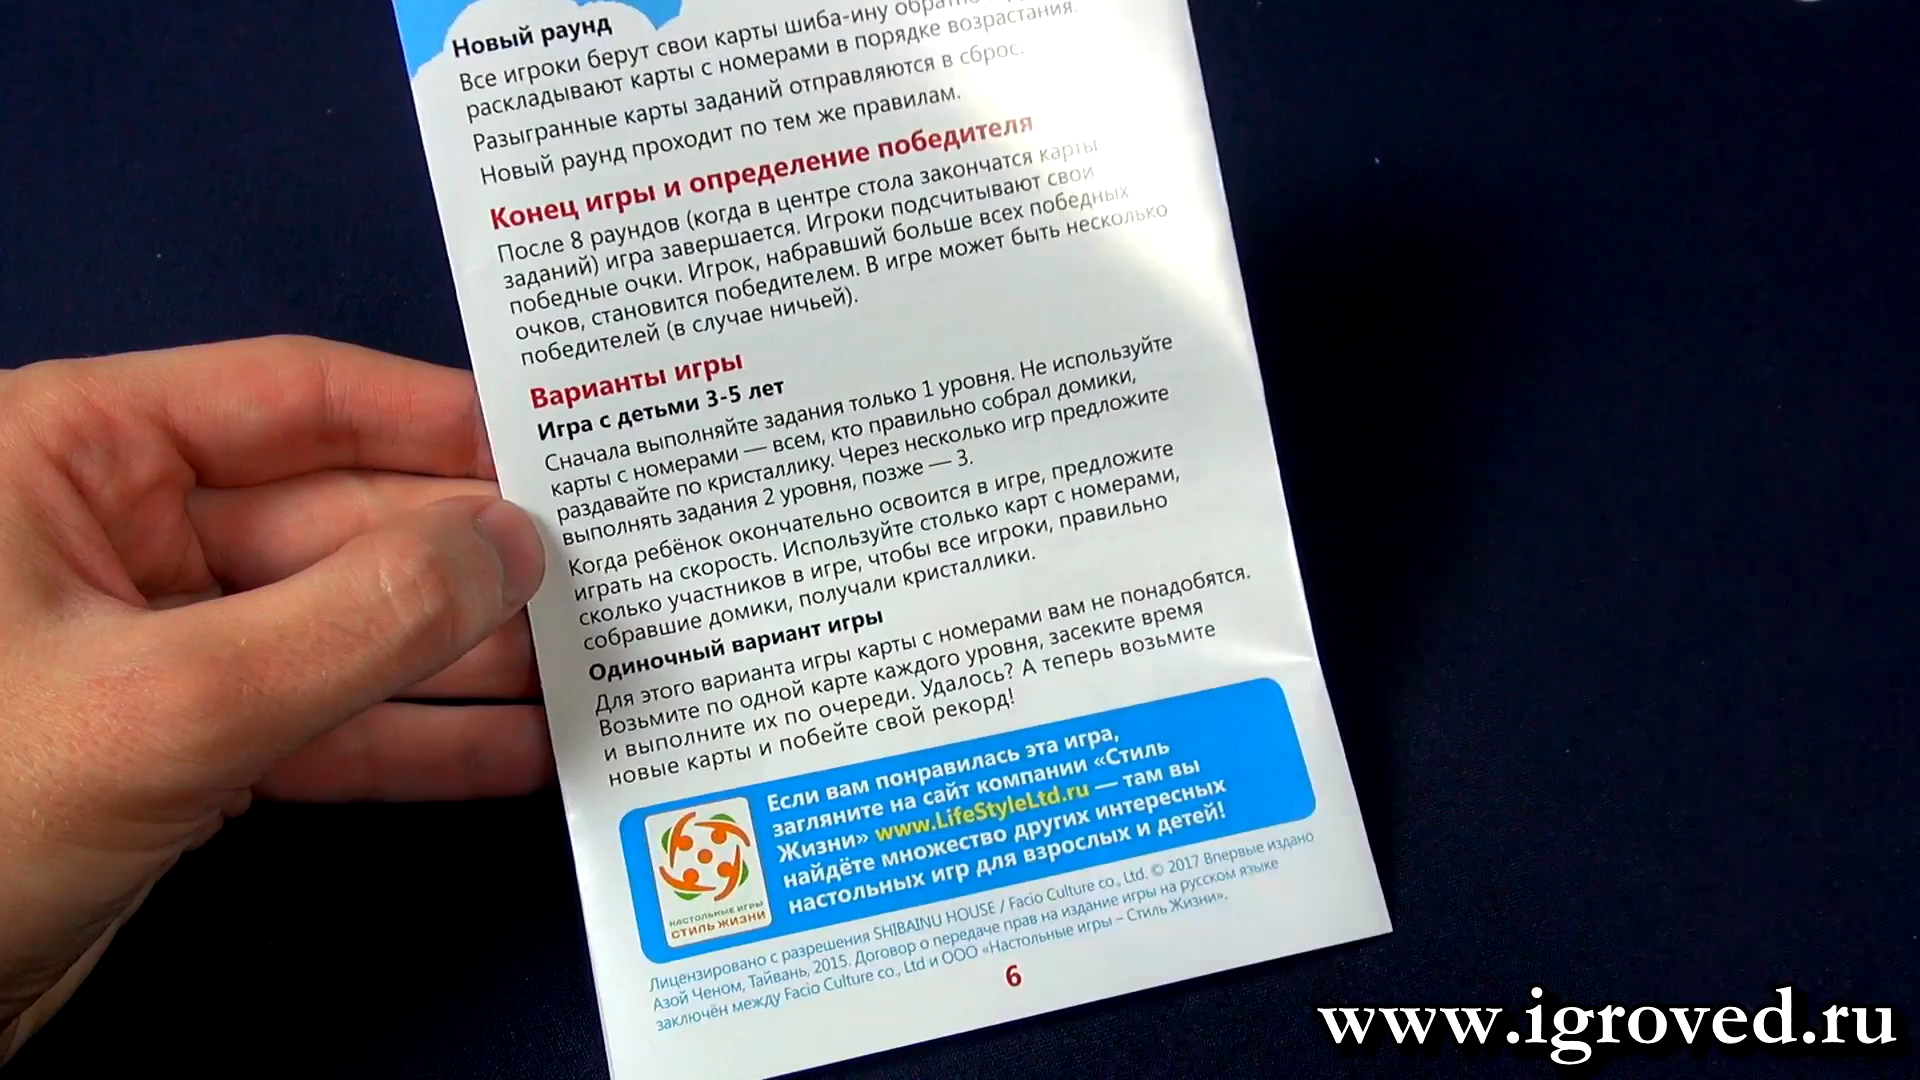 Новый раунд
Все игроки берут свои карты шиба-ину
раскладывают карты с номерами в порядке возрастания.
Разыгранные карты заданий отправляются в сброс.
Новый раунд проходит по тем же правилам.
Конец игры и определение победителя
После 8 раундов (когда в центре стола закончатся карты
заданий) игра завершается. Игроки подсчитывают свои
победные очки. Игрок, набравший больше всех победных
очков, становится победителем. В игре может быть несколько
победителей (в случае ничьей).
Варианты игры
Игра с детьми 3-5 лет
Сначала выполняйте задания только 1 уровня. Не используйте
карты с номерами — всем, кто правильно собрал домики,
раздавайте по кристаллику. Через несколько игр предложите
выполнять задания 2 уровня, позже — 3.
Когда ребёнок окончательно освоится в игре, предложите
играть на скорость. Используйте столько карт с номерами,
сколько участников в игре, чтобы все игроки, правильно
собравшие домики, получали кристаллики.
Одиночный вариант игры
Для этого варианта игры карты с номерами вам не понадобятся.
Возьмите по одной карте каждого уровня, засеките время
и выполните их по очереди. Удалось? А теперь возьмите
новые карты и побейте свой рекорд!
Если вам понравилась эта игра,
загляните на сайт компании «Стиль
Жизни» www.LifeStyleLtd.ru — там вы
найдёте множество других интересных
настольных игр для взрослых и детей!
НАСТОЛЬНЫЕ ИГРЫ
СТИЛЬ ЖИЗНИ
Лицензировано с разрешения SHIBAINU HOUSE / Facio Culture co., Ltd. © 2017 Впервые издано
Азой Ченом, Тайвань, 2015. Договор о передаче прав на издание игры на русском языке
заключён между Facio Culture co., Ltd и ООО «Настольные игры – Стиль Жизни».
6
www.igroved.ru